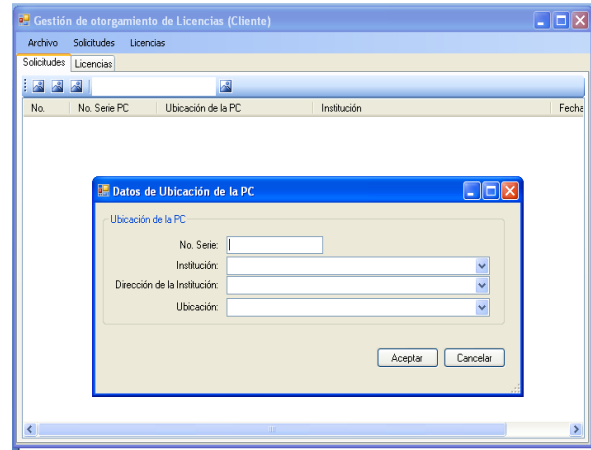 Gestión de otorgamiento de Licencias (Cliente)
Archivo Solicitudes Licencias
Solicitudes Licencias
No. No. Serie PC Ubicación de la PC Institución Fecha
Datos de Ubicación de la PC
Ubicación de la PC
No. Serie:
Institución:
Dirección de la Institución:
Ubicación:
Aceptar Cancelar